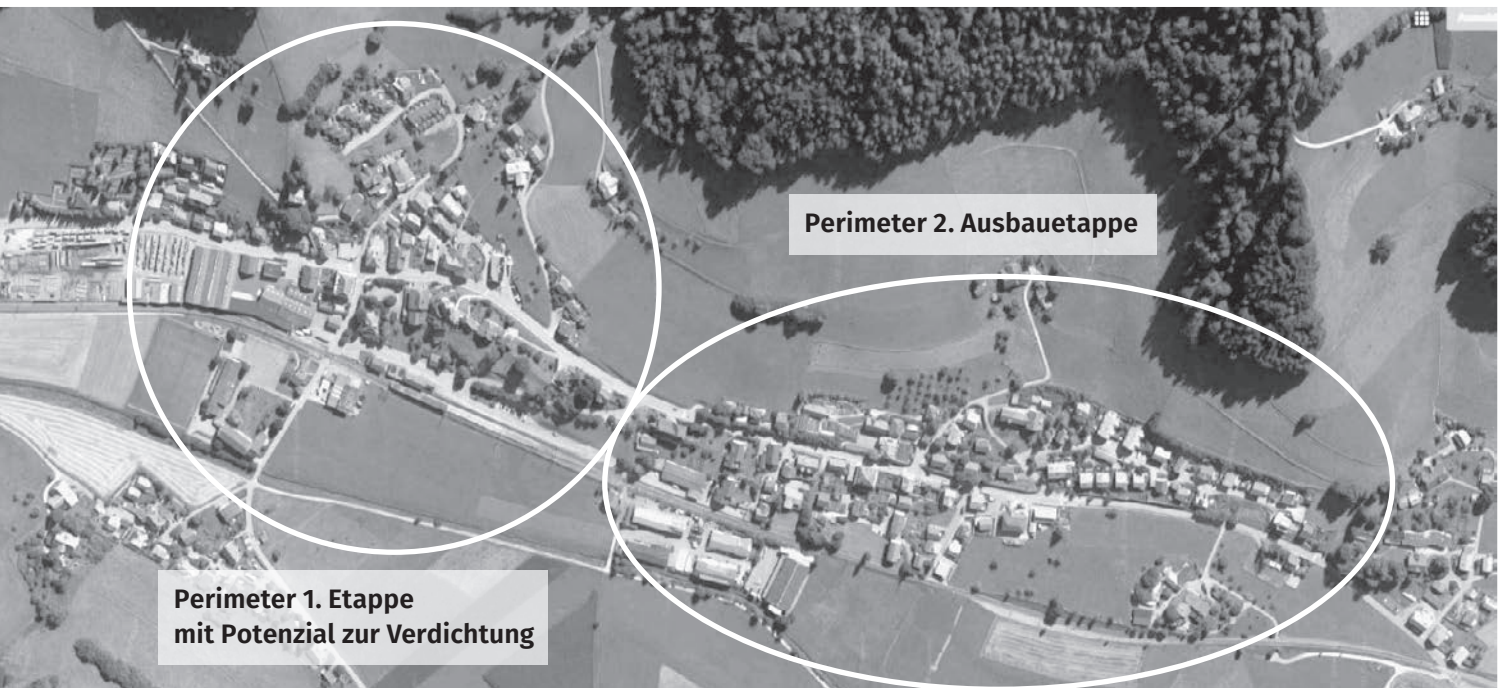 Perimeter 2. Ausbauetappe
Perimeter 1. Etappe
mit Potenzial zur Verdichtung